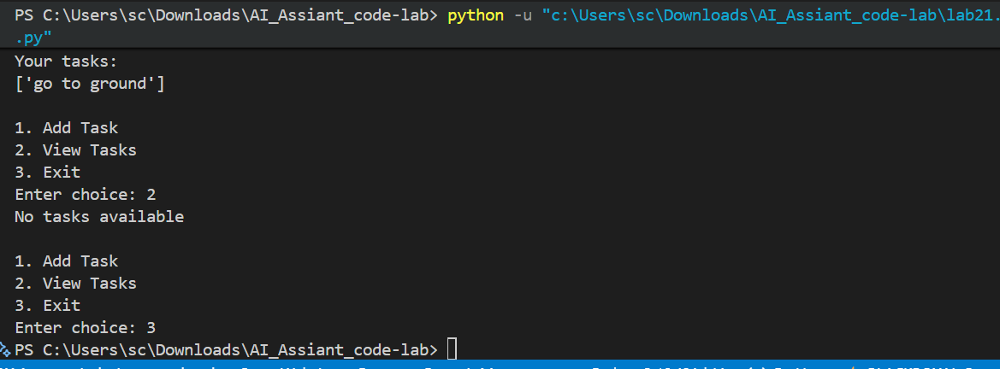 PS C:\Users\sc\Downloads\AI_Assiant_code-lab> python -u "c:\Users\sc\Downloads\AI_Assiant_code-lab\lab21.
.py"
Your tasks:
['go to ground']
1. Add Task
2. View Tasks
3. Exit
Enter choice: 2
No tasks available
1. Add Task
2. View Tasks
3. Exit
Enter choice: 3
PS C:\Users\sc\Downloads\AI_Assiant_code-lab>